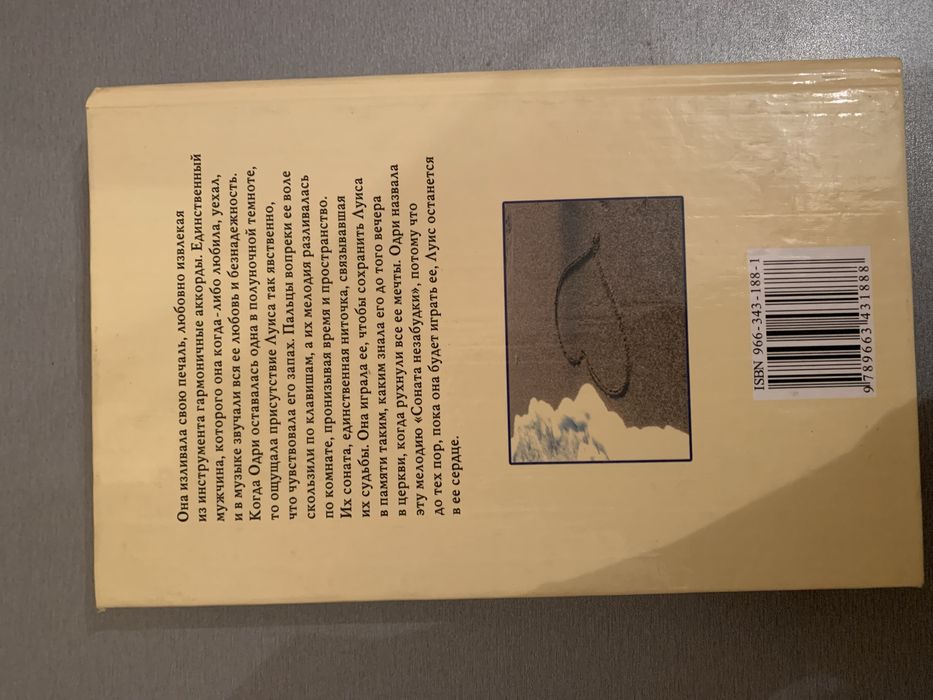 Она изливала свою печаль, любовно извлекая
из инструмента гармоничные аккорды. Единственный
мужчина, которого она когда-либо любила, уехал,
и в музыке звучали вся ее любовь и безнадежность.
Когда Одри оставалась одна в полуночной темноте,
то ощущала присутствие Луиса так явственно,
что чувствовала его запах. Пальцы вопреки ее воле
скользили по клавишам, а их мелодия разливалась
по комнате, пронизывая время и пространство.
Их соната, единственная ниточка, связывавшая
их судьбы. Она играла ее, чтобы сохранить Луиса
в памяти таким, каким знала его до того вечера
в церкви, когда рухнули все ее мечты. Одри назвала
эту мелодию «Соната незабудки», потому что
до тех пор, пока она будет играть ее, Луис останется
в ее сердце.
ISBN 966-343-188-1
9789663431888